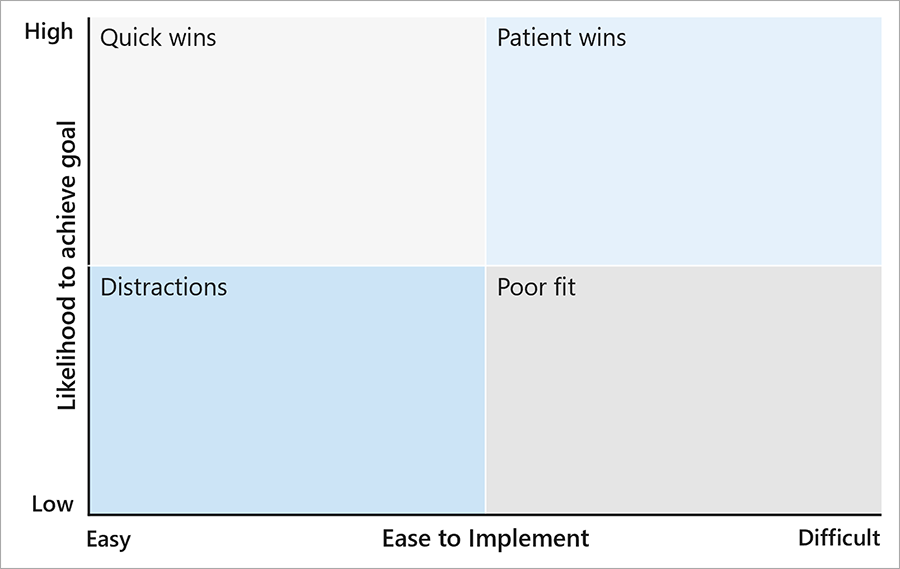 High
Quick wins
Patient wins
Likelihood to achieve goal
Distractions
Poor fit
Low
Easy
Ease to Implement
Difficult